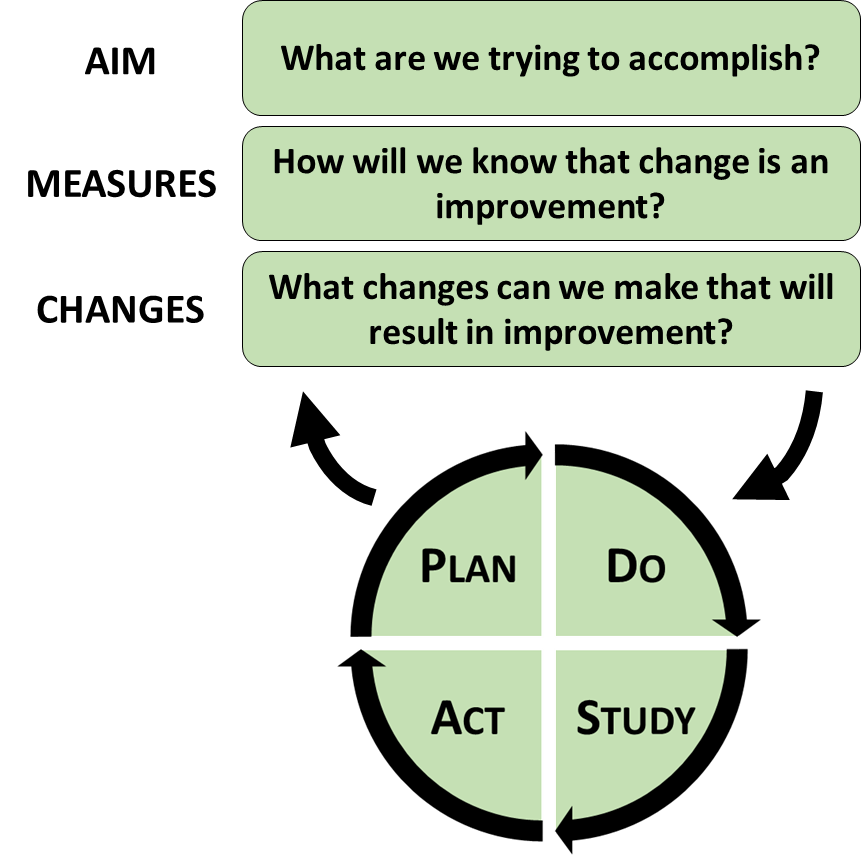 AIM
What are we trying to accomplish?
MEASURES
How will we know that change is an
improvement?
CHANGES
What changes can we make that will
result in improvement?
PLAN
DO
ACT
STUDY